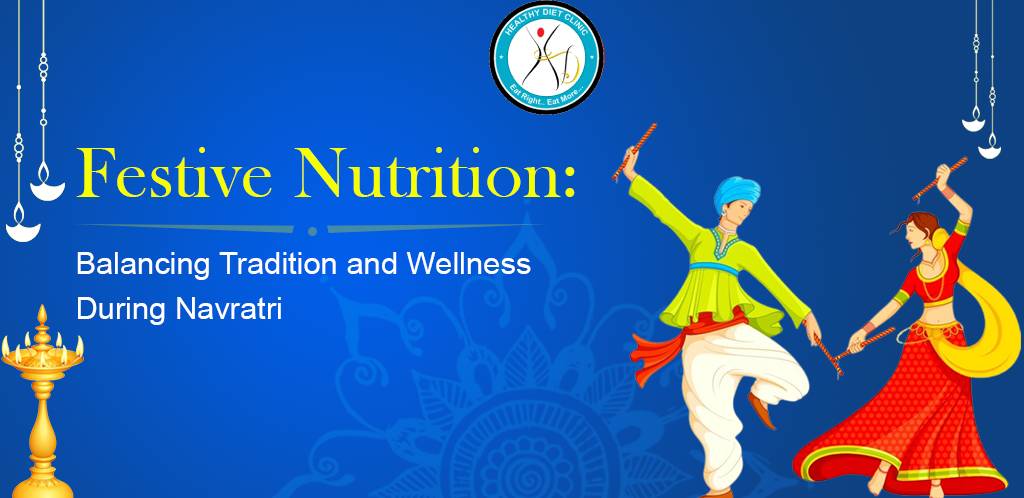 HEALTHY DIET CLINIC
Eat Right.. Eat More...
Festive Nutrition:
Balancing Tradition and Wellness
During Navratri